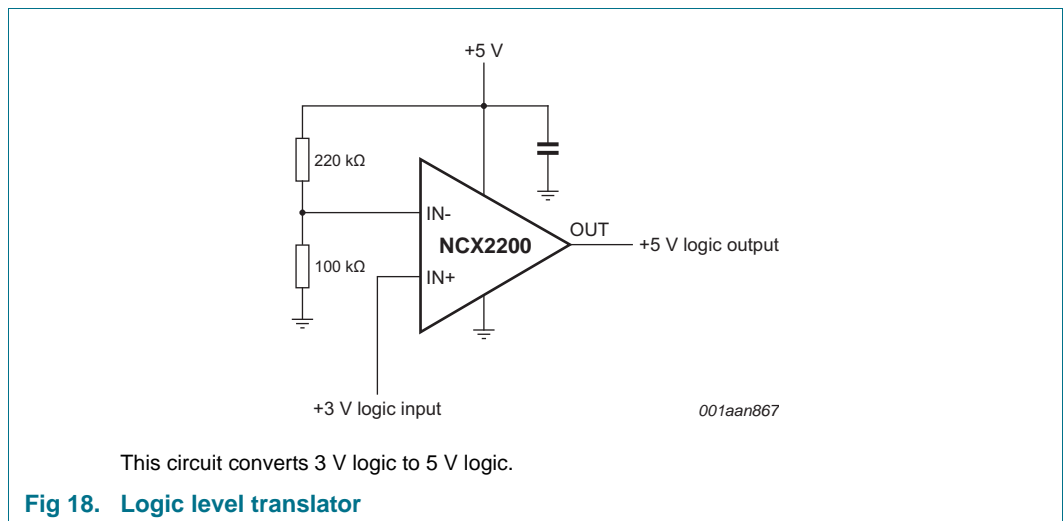 +5 V
220 kΩ
IN-
OUT
NCX2200
+5 V logic output
100 kΩ
IN+
+3 V logic input
001aan867
This circuit converts 3 V logic to 5 V logic.
Fig 18. Logic level translator